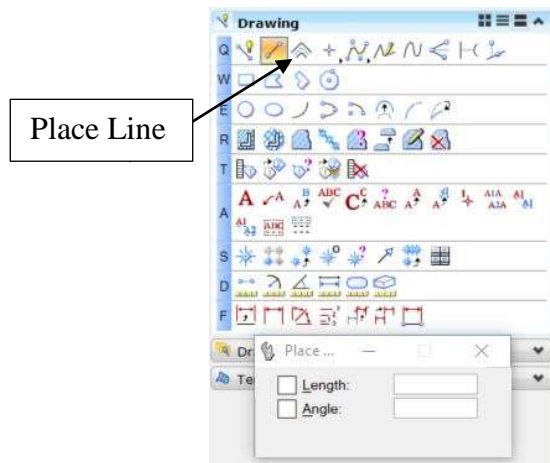 Drawing
Q
W
Place Line
E
R
T
A
S
D
F
Dr
Place ...
Te
Length:
Angle: